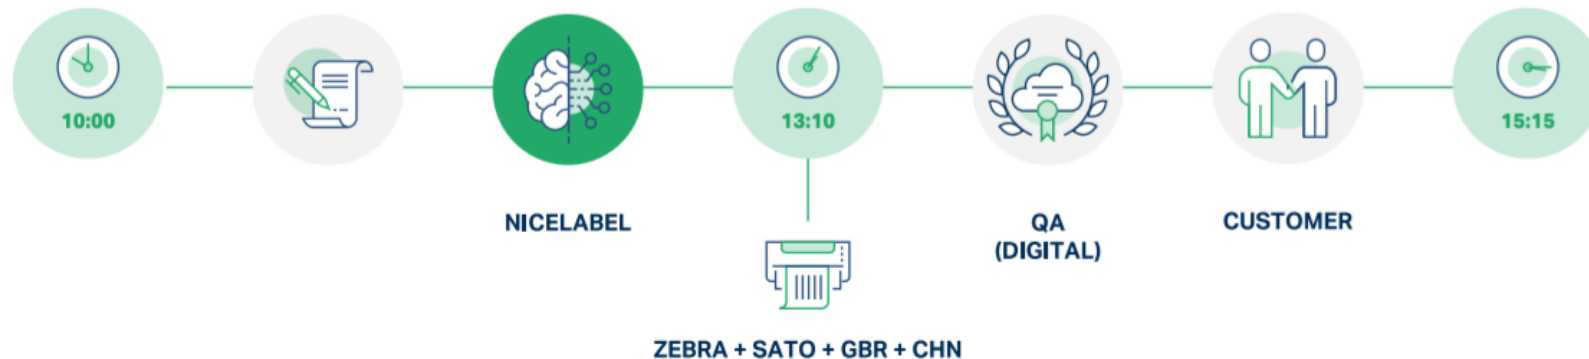 10:00
13:10
15:15
NICELABEL
QA
(DIGITAL)
CUSTOMER
ZEBRA + SATO + GBR + CHN